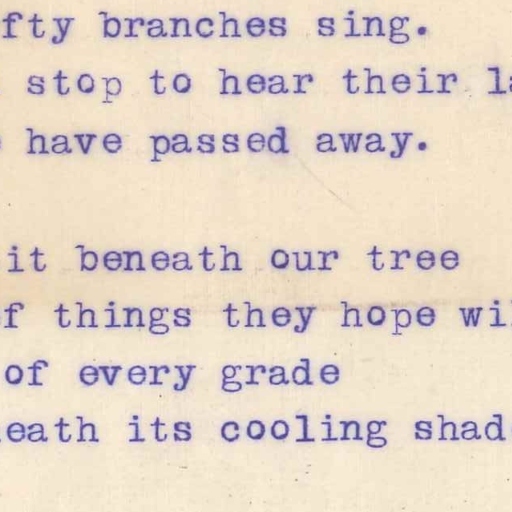 fty branches sing.
stop to hear their la
have passed away.
it beneath our tree
f things they hope wi
of every grade
eath its cooling shad